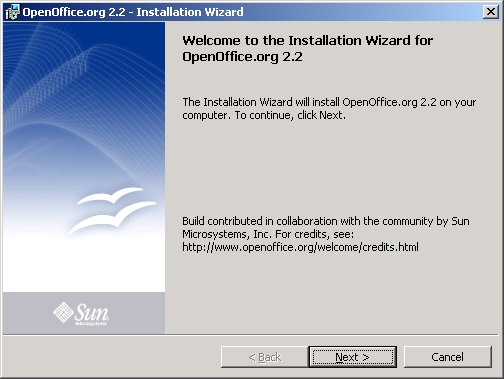 OpenOffice.org 2.2 - Installation Wizard
Welcome to the Installation Wizard for
OpenOffice.org 2.2
The Installation Wizard will install OpenOffice.org 2.2 on your
computer. To continue, click Next.
Build contributed in collaboration with the community by Sun
Microsystems, Inc. For credits, see:
http://www.openoffice.org/welcome/credits.html
Sun
microsystems
< Back
Next >
Cancel